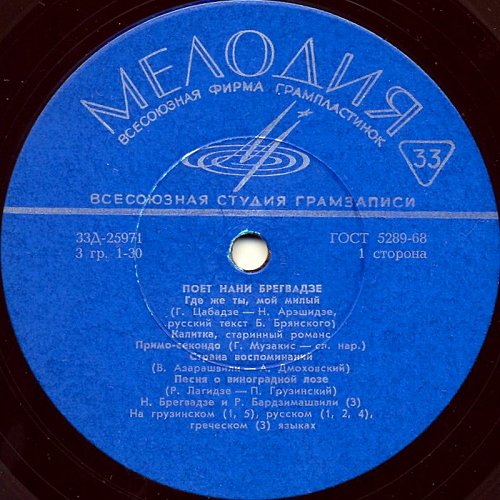 МЕЛОДИЯ
ВСЕСОЮЗНАЯ ФИРМА ГРАМПЛАСТИНОК
33
ВСЕСОЮЗНАЯ СТУДИЯ ГРАМЗАПИСИ
33Д-25971 ГОСТ 5289-68
3 гр. 1-30 1 сторона
ПОЕТ НАНИ БРЕГВАДЗЕ
Где же ты, мой милый
(Г. Цабадзе — Н. Арэшидзе,
русский текст Б. Брянского)
Калитка, старинный романс
Примо-секондо (Г. Музакис — сл. нар.)
Страна воспоминаний
(В. Азарашвили — А. Дмоховский)
Песня о виноградной лозе
(Р. Лагидзе — П. Грузинский)
Н. Брегвадзе и Р. Бардзимашвили (3)
На грузинском (1, 5), русском (1, 2, 4),
греческом (3) языках